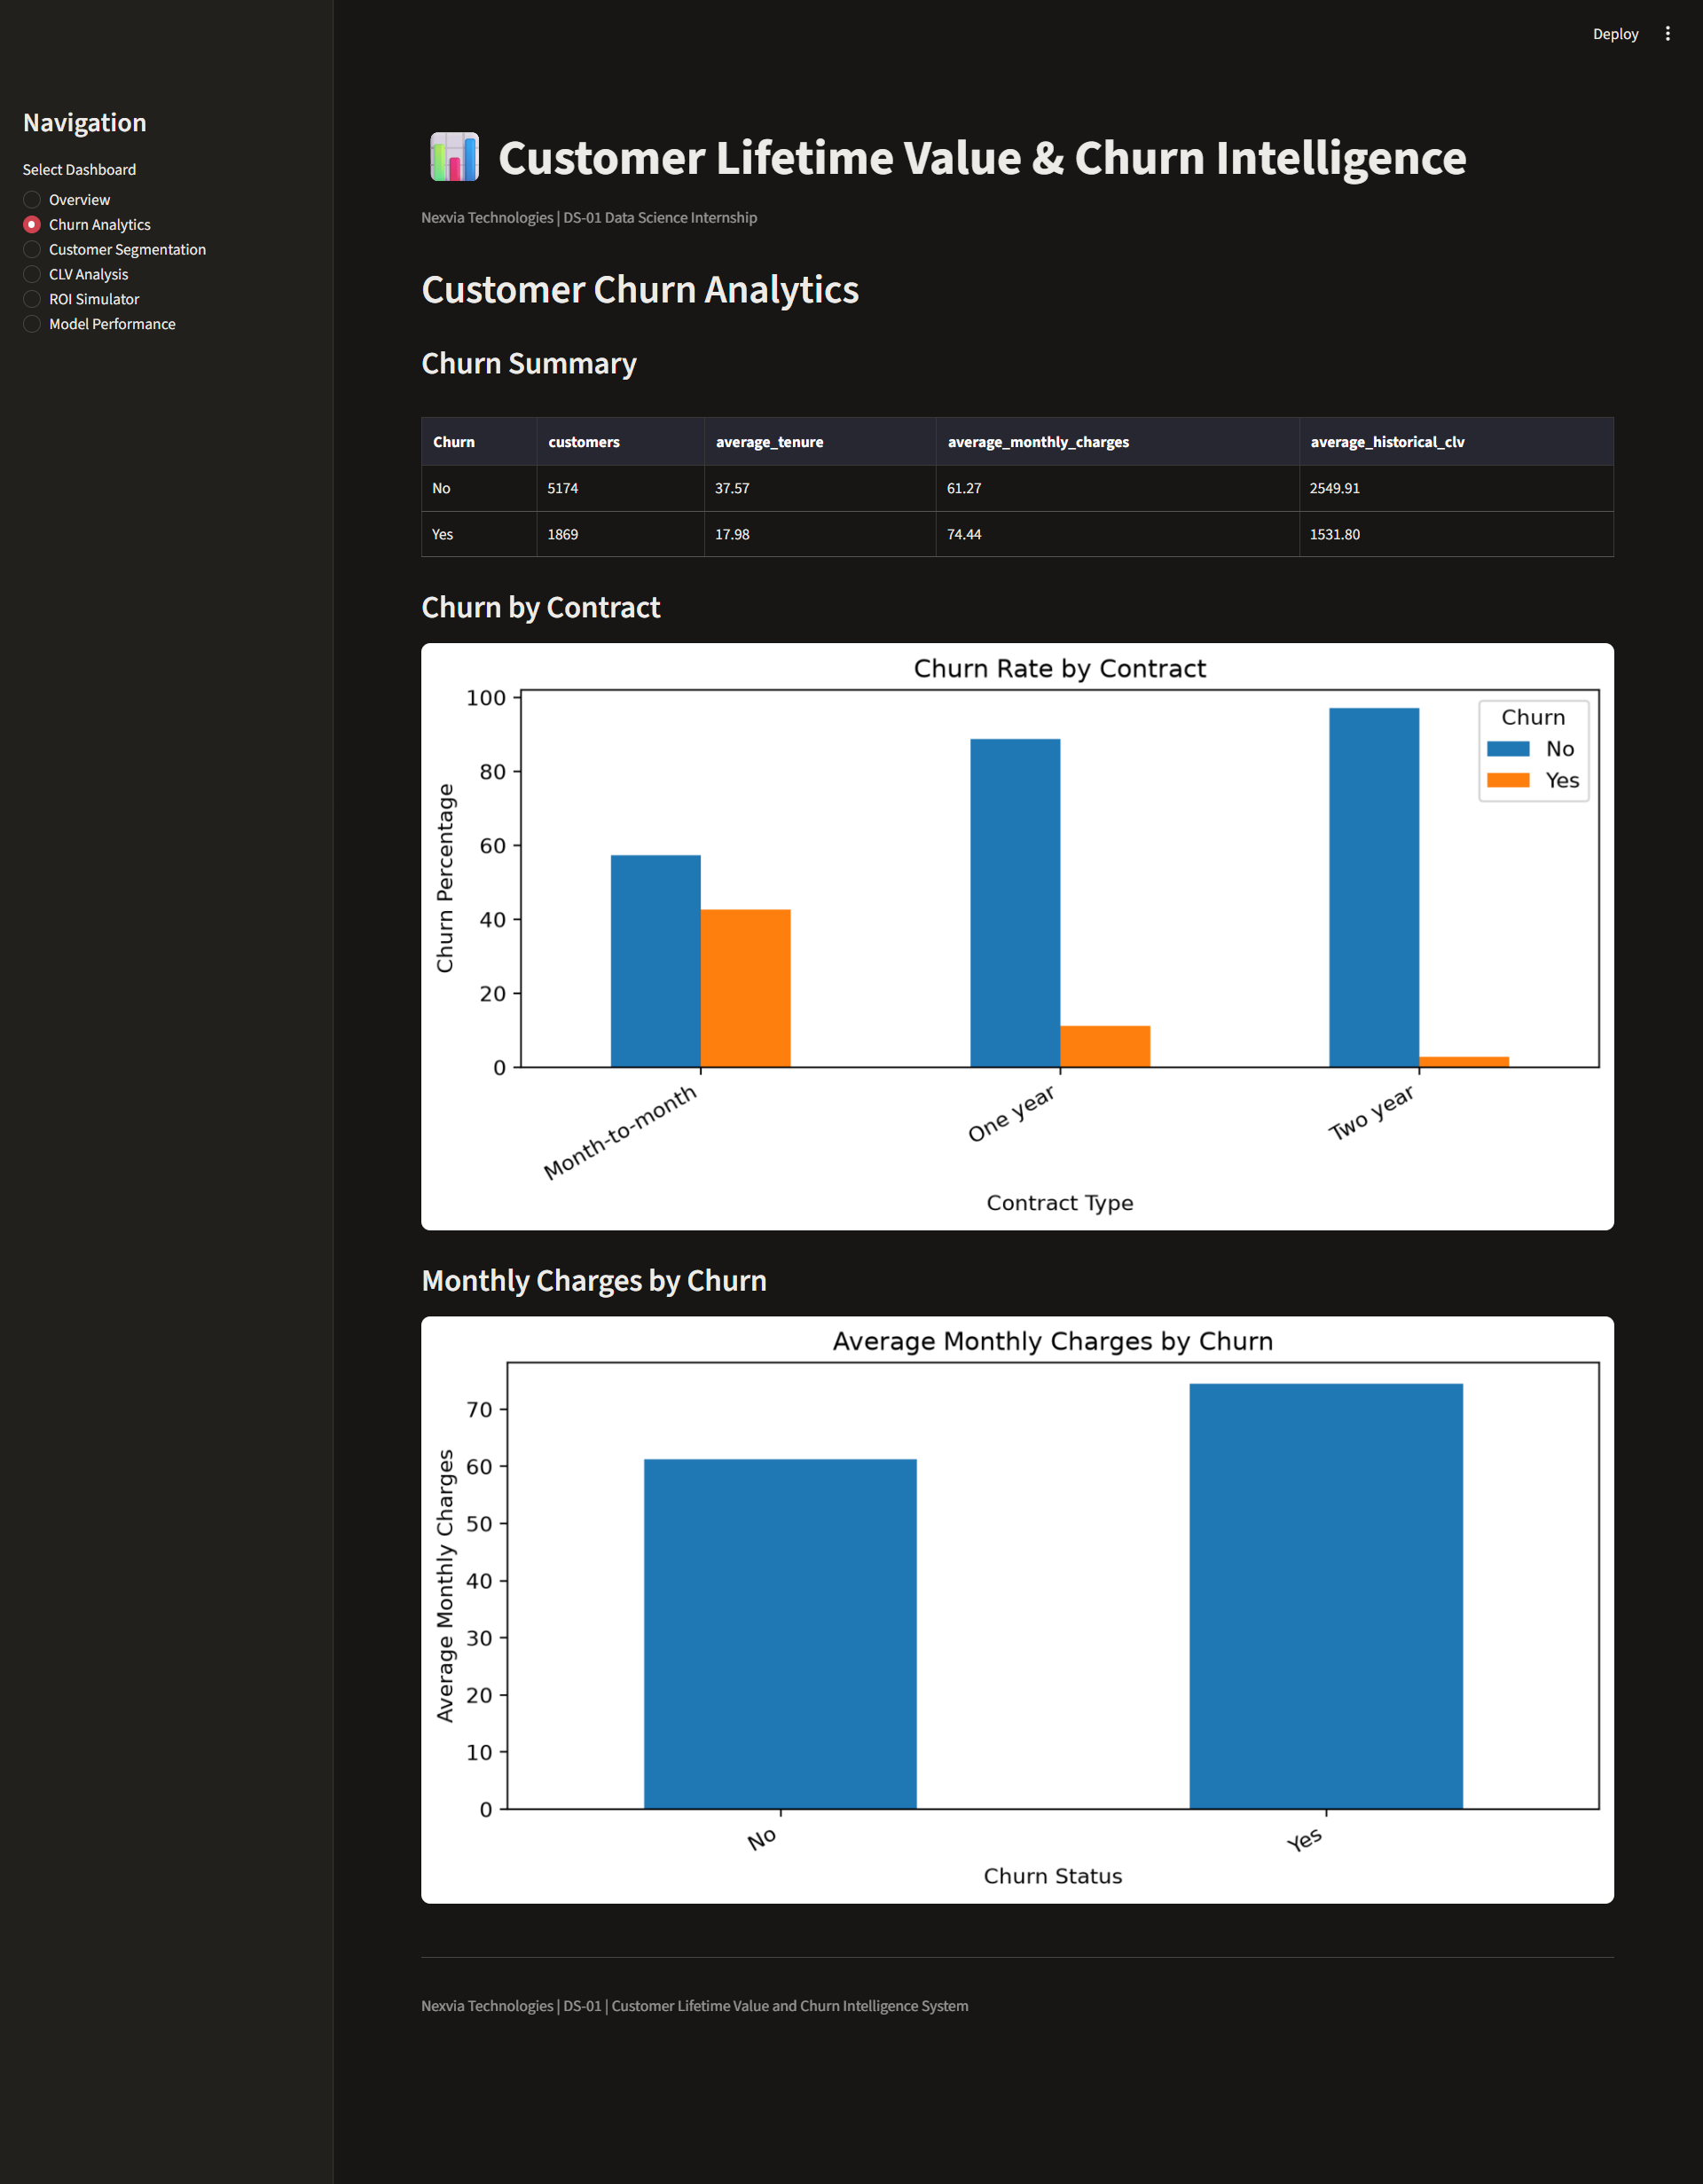 Deploy
Navigation
Select Dashboard
Overview
Churn Analytics
Customer Segmentation
CLV Analysis
ROI Simulator
Model Performance
Customer Lifetime Value & Churn Intelligence
Nexvia Technologies | DS-01 Data Science Internship
Customer Churn Analytics
Churn Summary
Churn customers average_tenure average_monthly_charges average_historical_clv
No 5174 37.57 61.27 2549.91
Yes 1869 17.98 74.44 1531.80
Churn by Contract
Churn Rate by Contract
Churn Percentage
100
80
60
40
20
0
Churn
No
Yes
Month-to-month One year Two year
Contract Type
Monthly Charges by Churn
Average Monthly Charges by Churn
Average Monthly Charges
70
60
50
40
30
20
10
0
No Yes
Churn Status
Nexvia Technologies | DS-01 | Customer Lifetime Value and Churn Intelligence System